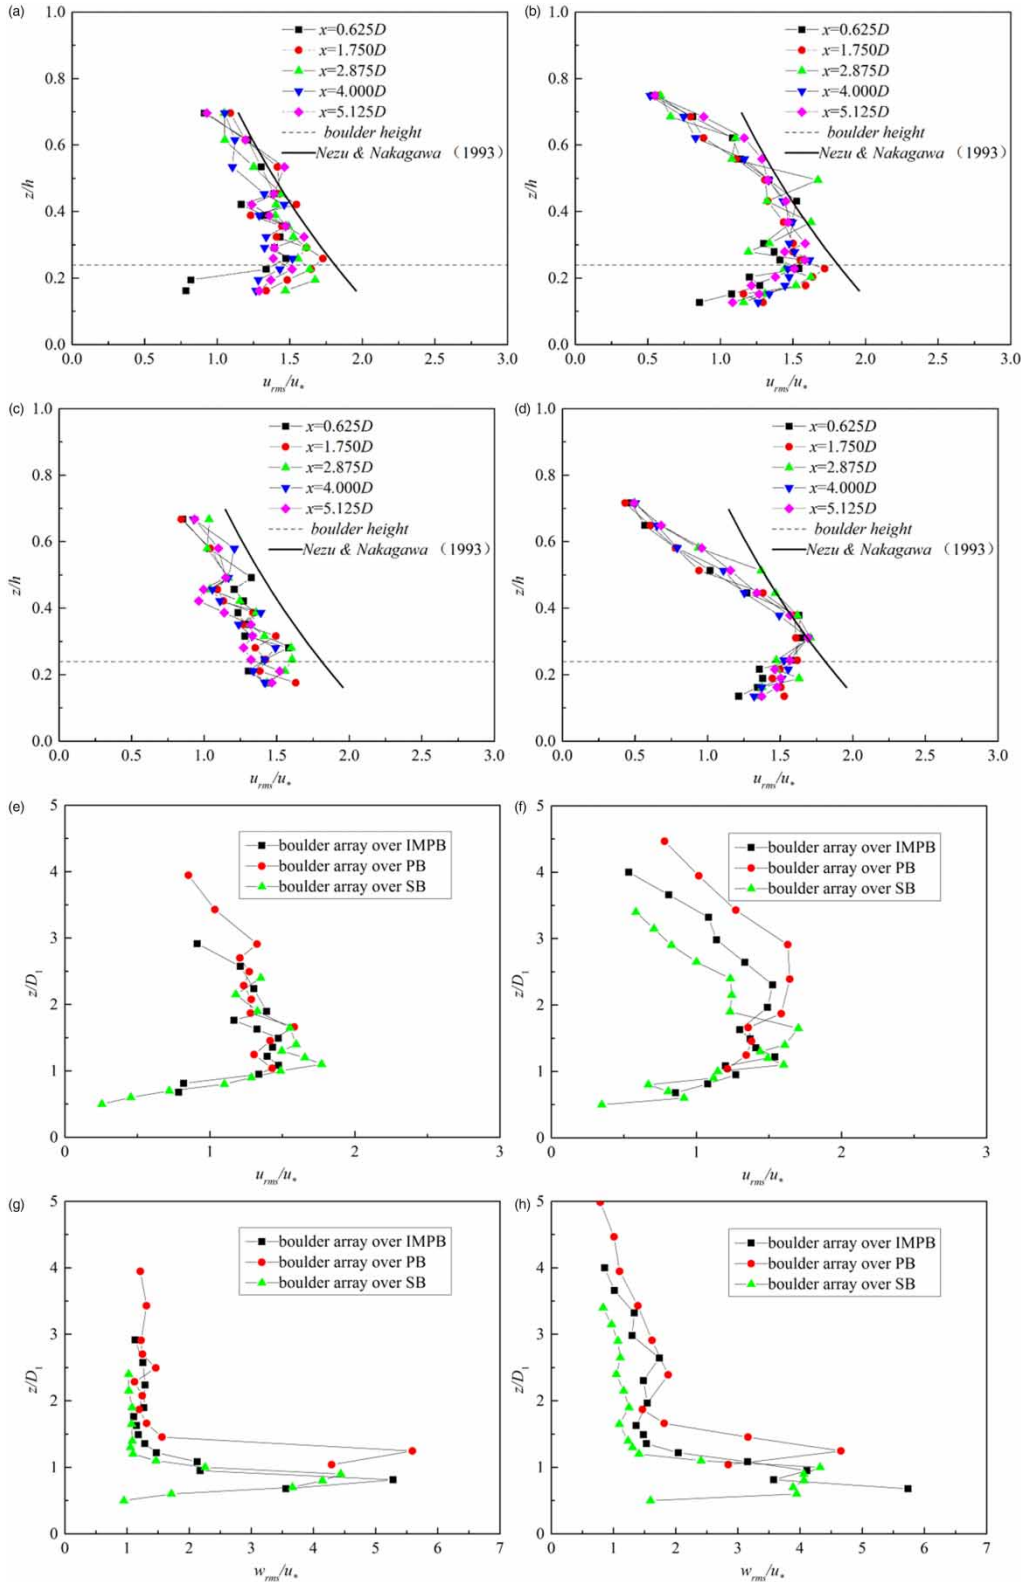 (a)
x=0.625D
x=1.750D
x=2.875D
x=4.000D
x=5.125D
boulder height
Nezu & Nakagawa （1993）
1.0
0.8
0.6
0.4
0.2
0.0
z/h
0.0 0.5 1.0 1.5 2.0 2.5 3.0
u_rms/u_*
(b)
x=0.625D
x=1.750D
x=2.875D
x=4.000D
x=5.125D
boulder height
Nezu & Nakagawa （1993）
1.0
0.8
0.6
0.4
0.2
0.0
z/h
0.0 0.5 1.0 1.5 2.0 2.5 3.0
u_rms/u_*
(c)
x=0.625D
x=1.750D
x=2.875D
x=4.000D
x=5.125D
boulder height
Nezu & Nakagawa （1993）
1.0
0.8
0.6
0.4
0.2
0.0
z/h
0.0 0.5 1.0 1.5 2.0 2.5 3.0
u_rms/u_*
(d)
x=0.625D
x=1.750D
x=2.875D
x=4.000D
x=5.125D
boulder height
Nezu & Nakagawa （1993）
1.0
0.8
0.6
0.4
0.2
0.0
z/h
0.0 0.5 1.0 1.5 2.0 2.5 3.0
u_rms/u_*
(e)
boulder array over IMPB
boulder array over PB
boulder array over SB
5
4
3
2
1
0
z/D_1
0 1 2 3
u_rms/u_*
(f)
boulder array over IMPB
boulder array over PB
boulder array over SB
5
4
3
2
1
0
z/D_1
0 1 2 3
u_rms/u_*
(g)
boulder array over IMPB
boulder array over PB
boulder array over SB
5
4
3
2
1
0
z/D_1
0 1 2 3 4 5 6 7
w_rms/u_*
(h)
boulder array over IMPB
boulder array over PB
boulder array over SB
5
4
3
2
1
0
z/D_1
0 1 2 3 4 5 6 7
w_rms/u_*